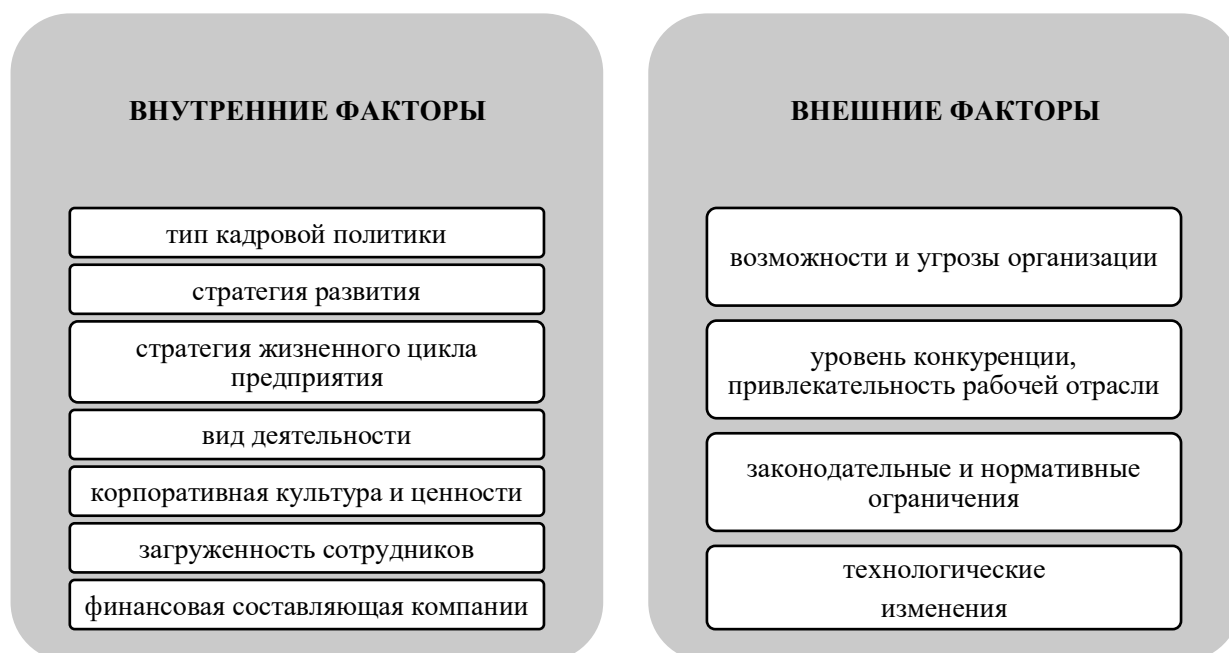 ВНУТРЕННИЕ ФАКТОРЫ
тип кадровой политики
стратегия развития
стратегия жизненного цикла
предприятия
вид деятельности
корпоративная культура и ценности
загруженность сотрудников
финансовая составляющая компании
ВНЕШНИЕ ФАКТОРЫ
возможности и угрозы организации
уровень конкуренции,
привлекательность рабочей отрасли
законодательные и нормативные
ограничения
технологические
изменения